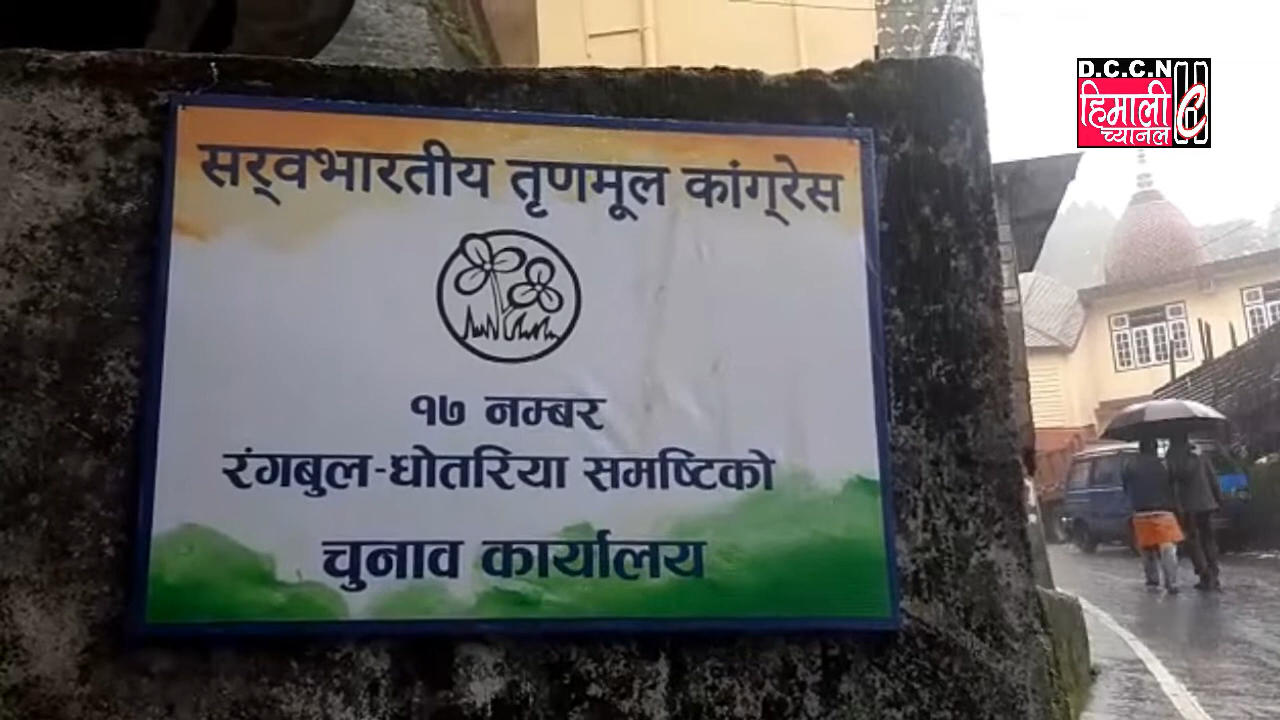 सर्‌वभारतीय तृणमूल कांग्‌रेस
१७ नम्बर
रंगबुल-धोतरिया समष्टिको
चुनाव कार्यालय
D.C.C.N
हिमाली
च्यानल